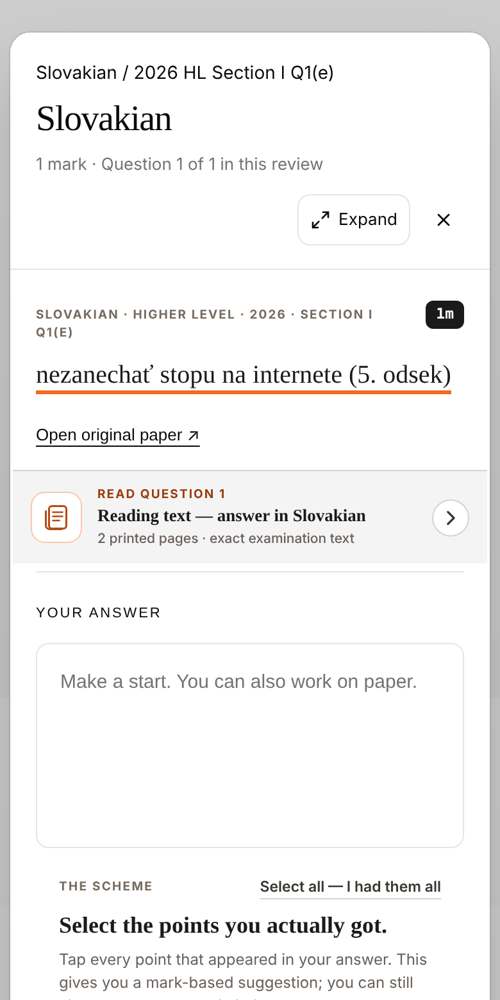 Slovakian / 2026 HL Section I Q1(e)
Slovakian
1 mark · Question 1 of 1 in this review
Expand
SLOVAKIAN · HIGHER LEVEL · 2026 · SECTION I
Q1(E)
1m
nezanechať stopu na internete (5. odsek)
Open original paper ↗
READ QUESTION 1
Reading text — answer in Slovakian
2 printed pages · exact examination text
YOUR ANSWER
Make a start. You can also work on paper.
THE SCHEME
Select all — I had them all
Select the points you actually got.
Tap every point that appeared in your answer. This
gives you a mark-based suggestion; you can still